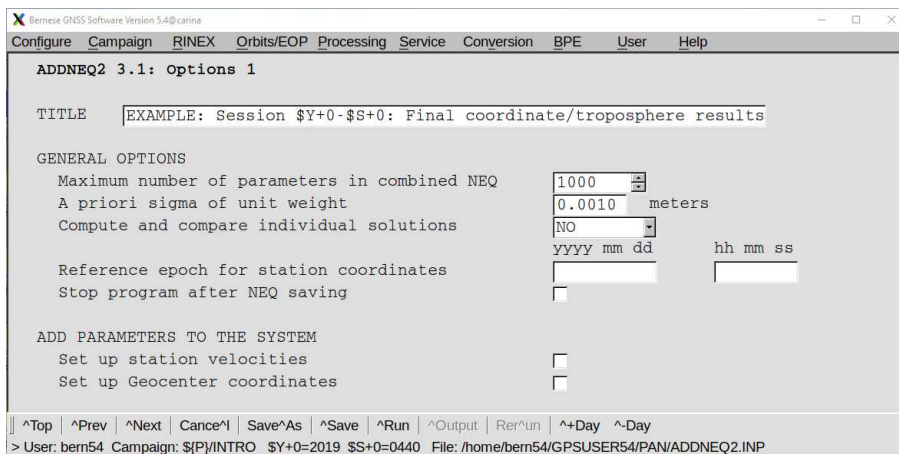 Bernese GNSS Software Version 5.4@carina
Configure Campaign RINEX Orbits/EOP Processing Service Conversion BPE User Help
ADDNEQ2 3.1: Options 1
TITLE EXAMPLE: Session $Y+0-$S+0: Final coordinate/troposphere results
GENERAL OPTIONS
Maximum number of parameters in combined NEQ 1000
A priori sigma of unit weight 0.0010 meters
Compute and compare individual solutions NO
yyyy mm dd hh mm ss
Reference epoch for station coordinates
Stop program after NEQ saving
ADD PARAMETERS TO THE SYSTEM
Set up station velocities
Set up Geocenter coordinates
^Top | ^Prev | ^Next | Cance^l | Save^As | ^Save | ^Run | ^Output | Rer^un | ^+Day ^-Day
> User: bern54 Campaign: ${P}/INTRO $Y+0=2019 $S+0=0440 File: /home/bern54/GPSUSER54/PAN/ADDNEQ2.INP